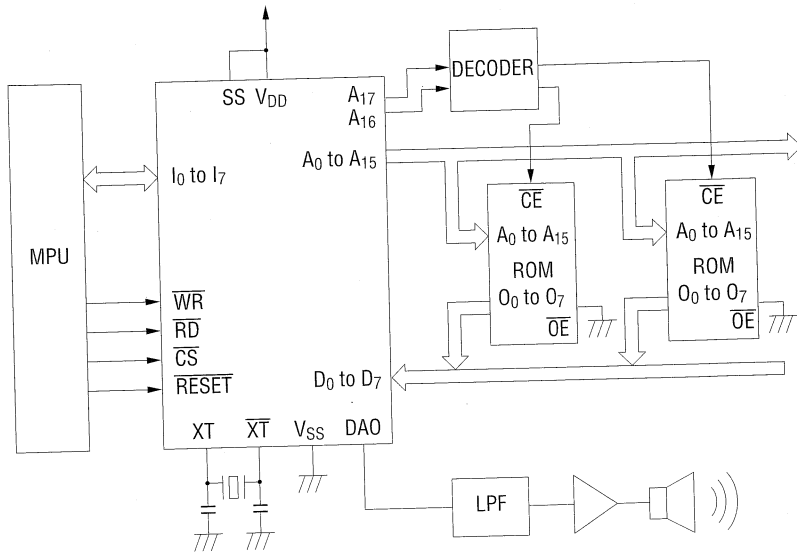 DECODER
SS VDD
A17
A16
I0 to I7
A0 to A15
MPU
CE
A0 to A15
ROM
O0 to O7
OE
CE
A0 to A15
ROM
O0 to O7
OE
WR
RD
CS
RESET
D0 to D7
XT XT VSS DAO
LPF